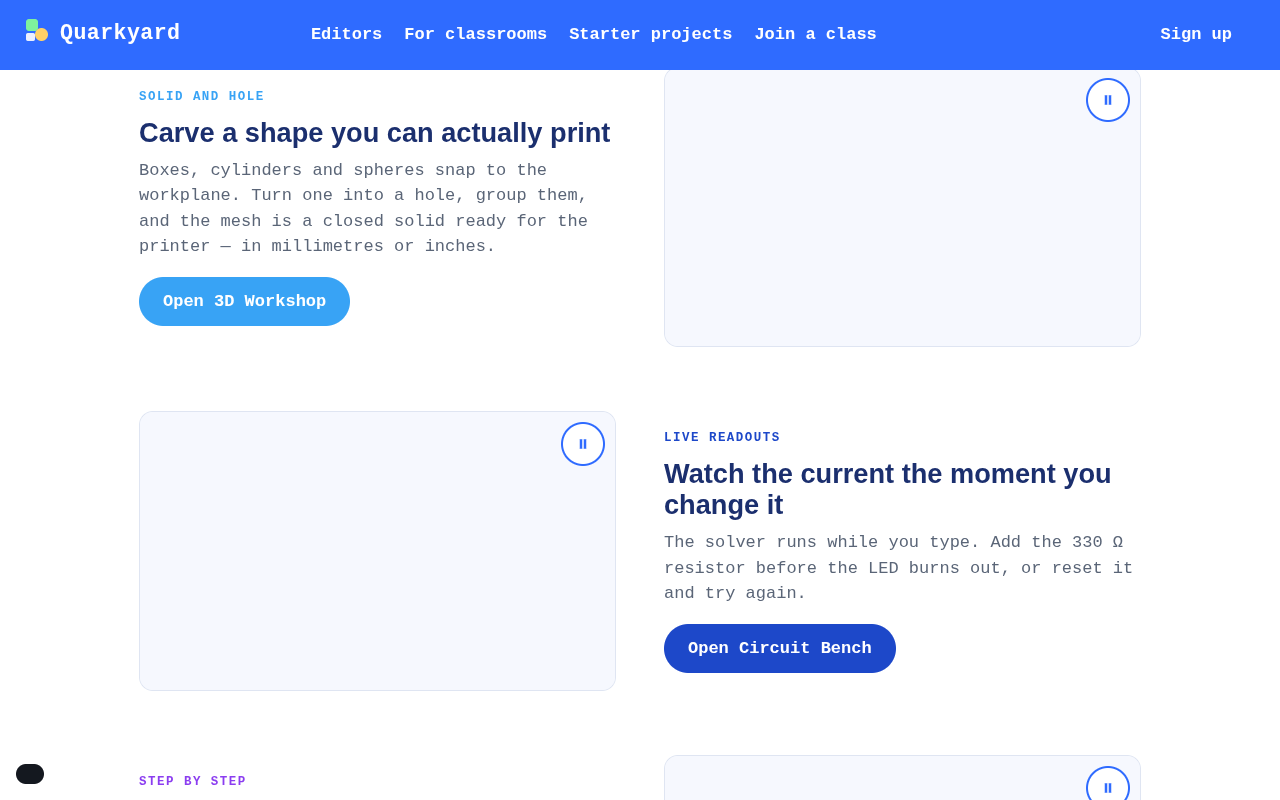 Quarkyard
Editors
For classrooms
Starter projects
Join a class
Sign up
SOLID AND HOLE
Carve a shape you can actually print
Boxes, cylinders and spheres snap to the
workplane. Turn one into a hole, group them,
and the mesh is a closed solid ready for the
printer — in millimetres or inches.
Open 3D Workshop
LIVE READOUTS
Watch the current the moment you
change it
The solver runs while you type. Add the 330 Ω
resistor before the LED burns out, or reset it
and try again.
Open Circuit Bench
STEP BY STEP